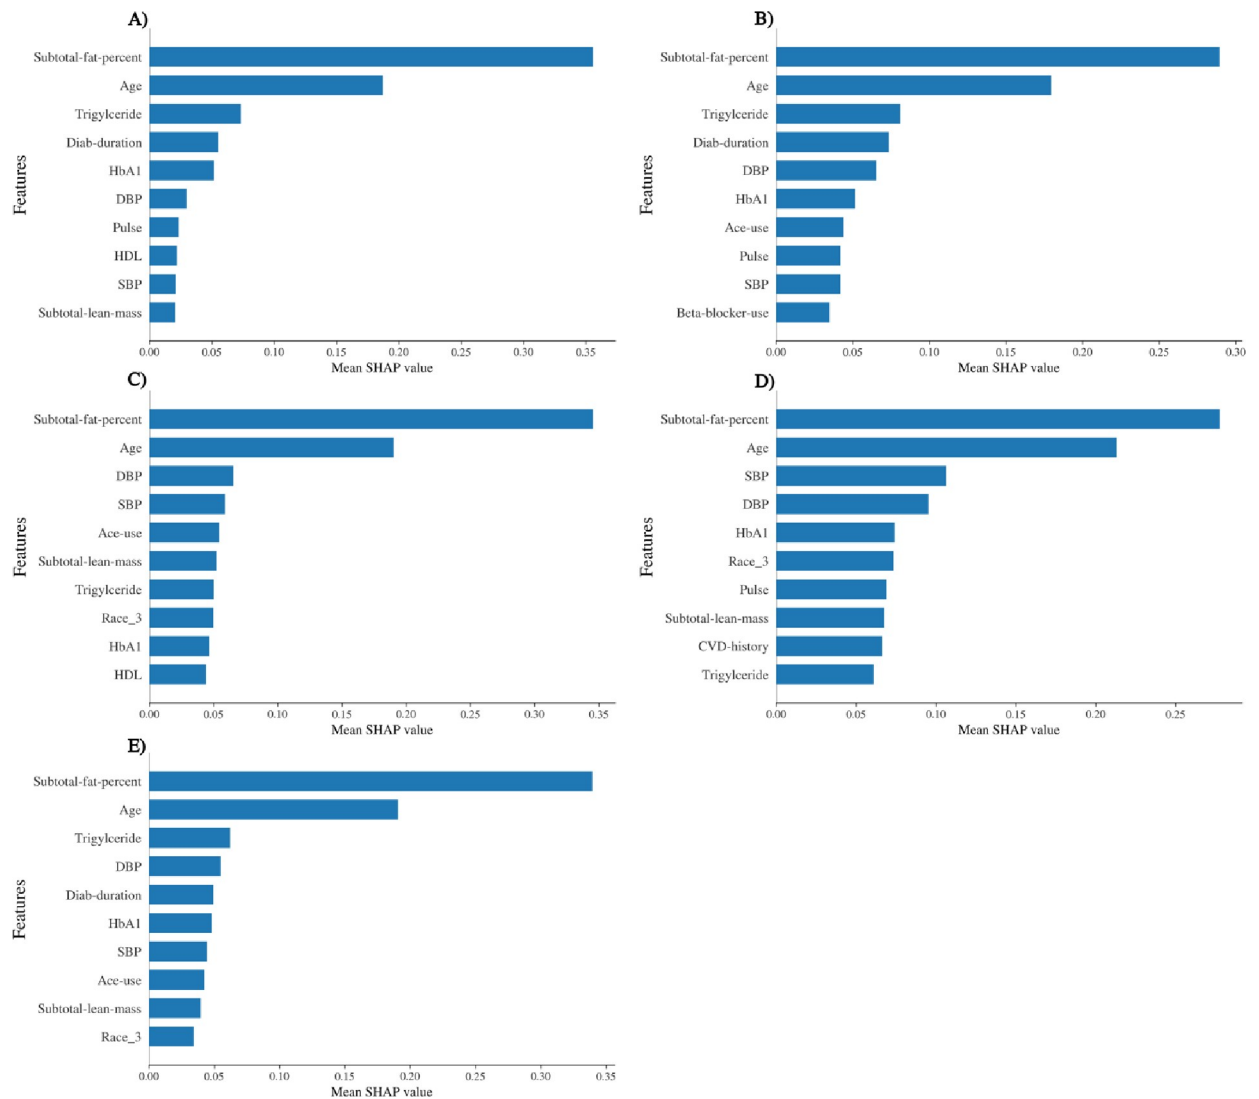 A)
Features
Subtotal-fat-percent
Age
Trigylceride
Diab-duration
HbA1
DBP
Pulse
HDL
SBP
Subtotal-lean-mass
0.00 0.05 0.10 0.15 0.20 0.25 0.30 0.35
Mean SHAP value
B)
Features
Subtotal-fat-percent
Age
Trigylceride
Diab-duration
DBP
HbA1
Ace-use
Pulse
SBP
Beta-blocker-use
0.00 0.05 0.10 0.15 0.20 0.25 0.30
Mean SHAP value
C)
Features
Subtotal-fat-percent
Age
DBP
SBP
Ace-use
Subtotal-lean-mass
Trigylceride
Race_3
HbA1
HDL
0.00 0.05 0.10 0.15 0.20 0.25 0.30 0.35
Mean SHAP value
D)
Features
Subtotal-fat-percent
Age
SBP
DBP
HbA1
Race_3
Pulse
Subtotal-lean-mass
CVD-history
Trigylceride
0.00 0.05 0.10 0.15 0.20 0.25
Mean SHAP value
E)
Features
Subtotal-fat-percent
Age
Trigylceride
DBP
Diab-duration
HbA1
SBP
Ace-use
Subtotal-lean-mass
Race_3
0.00 0.05 0.10 0.15 0.20 0.25 0.30 0.35
Mean SHAP value